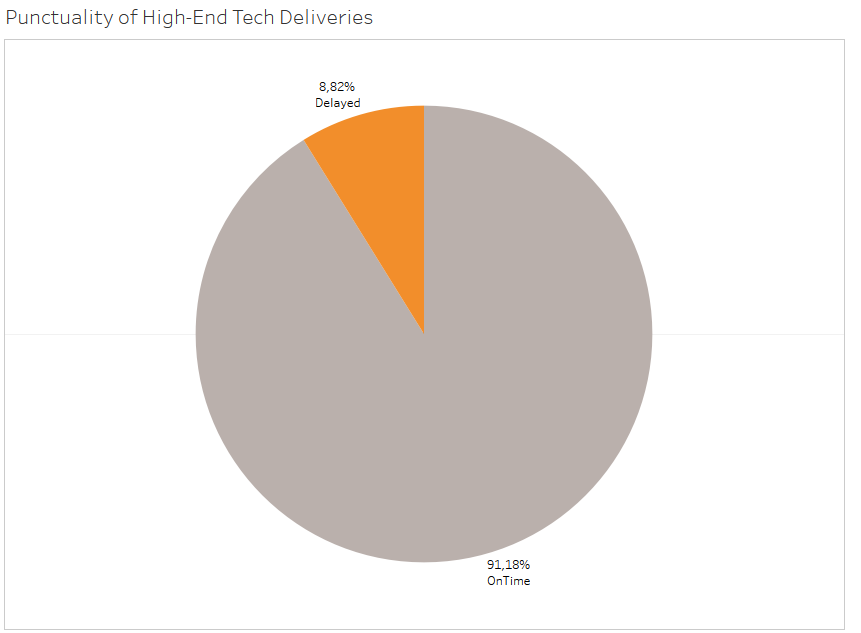 Punctuality of High-End Tech Deliveries
8,82%
Delayed
91,18%
OnTime